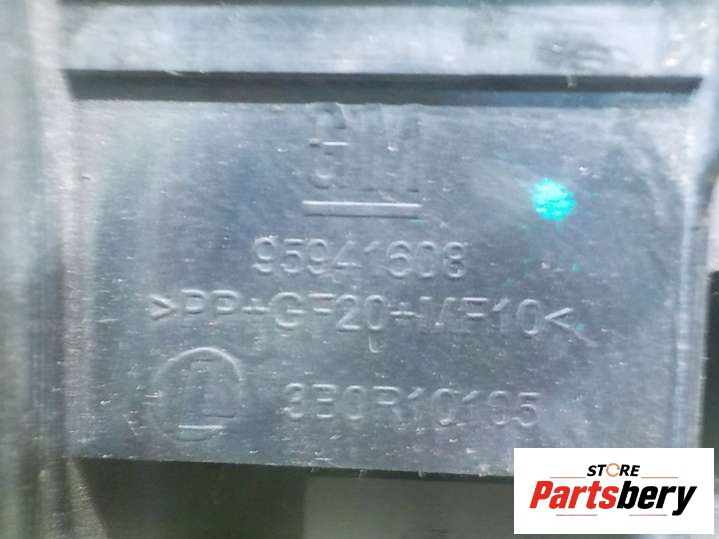 GM
95941608
>PP+GF20+MF10<
L 3B0R10105
STORE
Partsbery